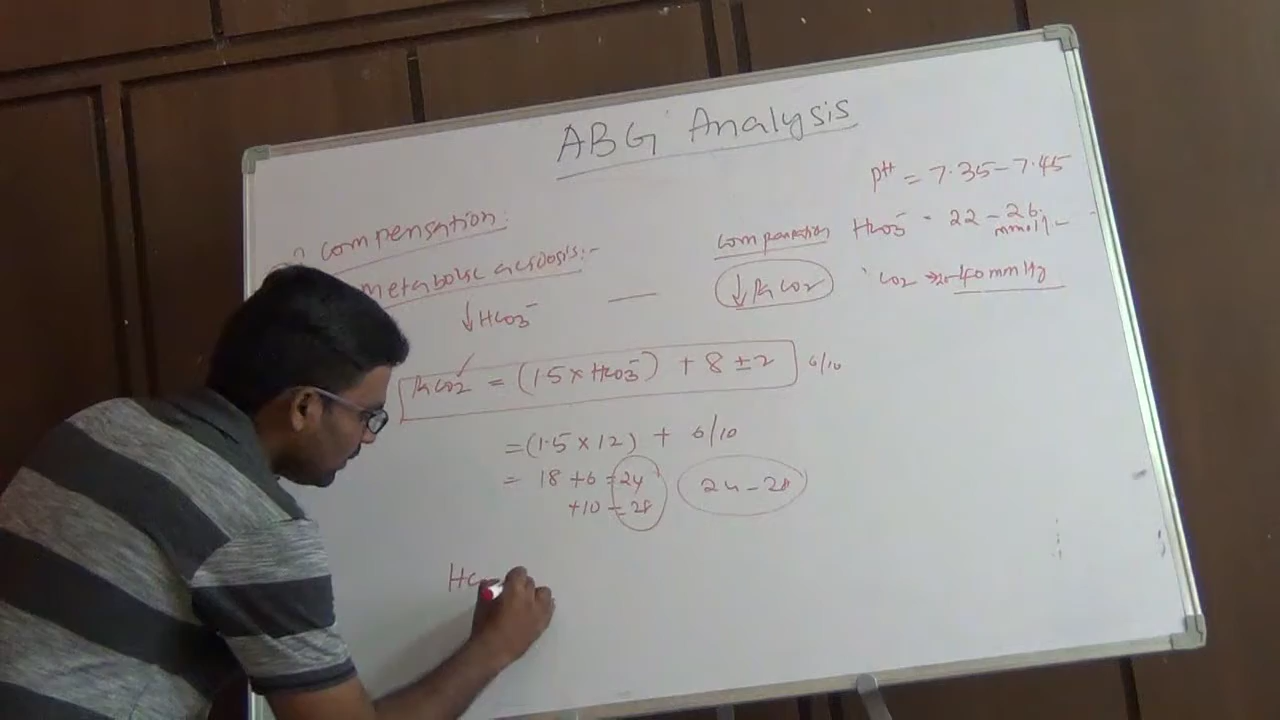 ABG Analysis
pH = 7.35-7.45
compensation:
compensation HCO3⁻ - 22-26 mmol/L
metabolic acidosis:-
↓PaCO2
CO2 → 40 mmHg
↓HCO3⁻ —
PaCO2 = (1.5 × HCO3⁻) + 8 ± 2 6/10
= (1.5 × 12) + 6/10
= 18 + 6 = 24 24-28
+10 = 28
HC